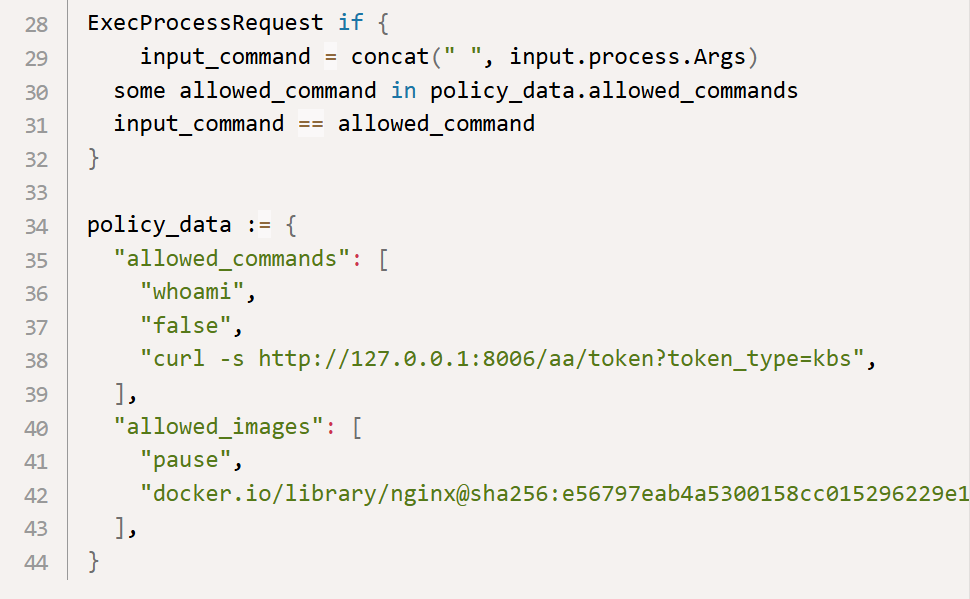 28 ExecProcessRequest if {
29     input_command = concat(" ", input.process.Args)
30   some allowed_command in policy_data.allowed_commands
31   input_command == allowed_command
32 }
33
34 policy_data := {
35   "allowed_commands": [
36     "whoami",
37     "false",
38     "curl -s http://127.0.0.1:8006/aa/token?token_type=kbs",
39   ],
40   "allowed_images": [
41     "pause",
42     "docker.io/library/nginx@sha256:e56797eab4a5300158cc015296229e1
43   ],
44 }